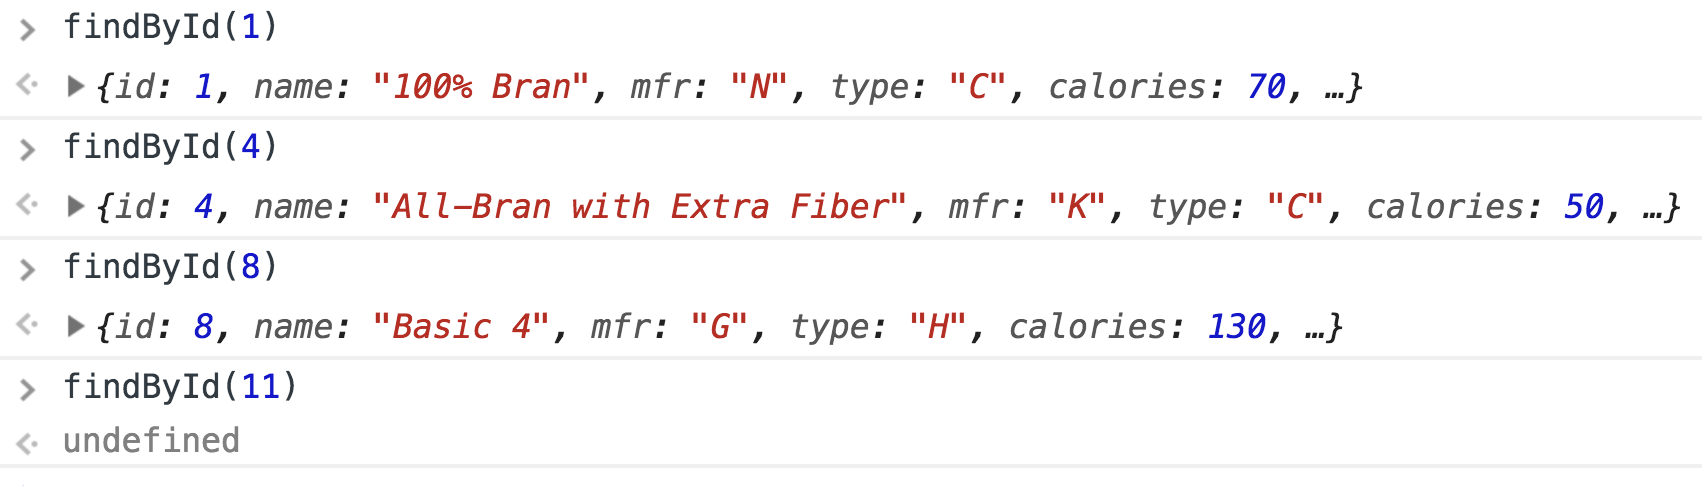 > findById(1)
<· ▶{id: 1, name: "100% Bran", mfr: "N", type: "C", calories: 70, …}
> findById(4)
<· ▶{id: 4, name: "All-Bran with Extra Fiber", mfr: "K", type: "C", calories: 50, …}
> findById(8)
<· ▶{id: 8, name: "Basic 4", mfr: "G", type: "H", calories: 130, …}
> findById(11)
<· undefined